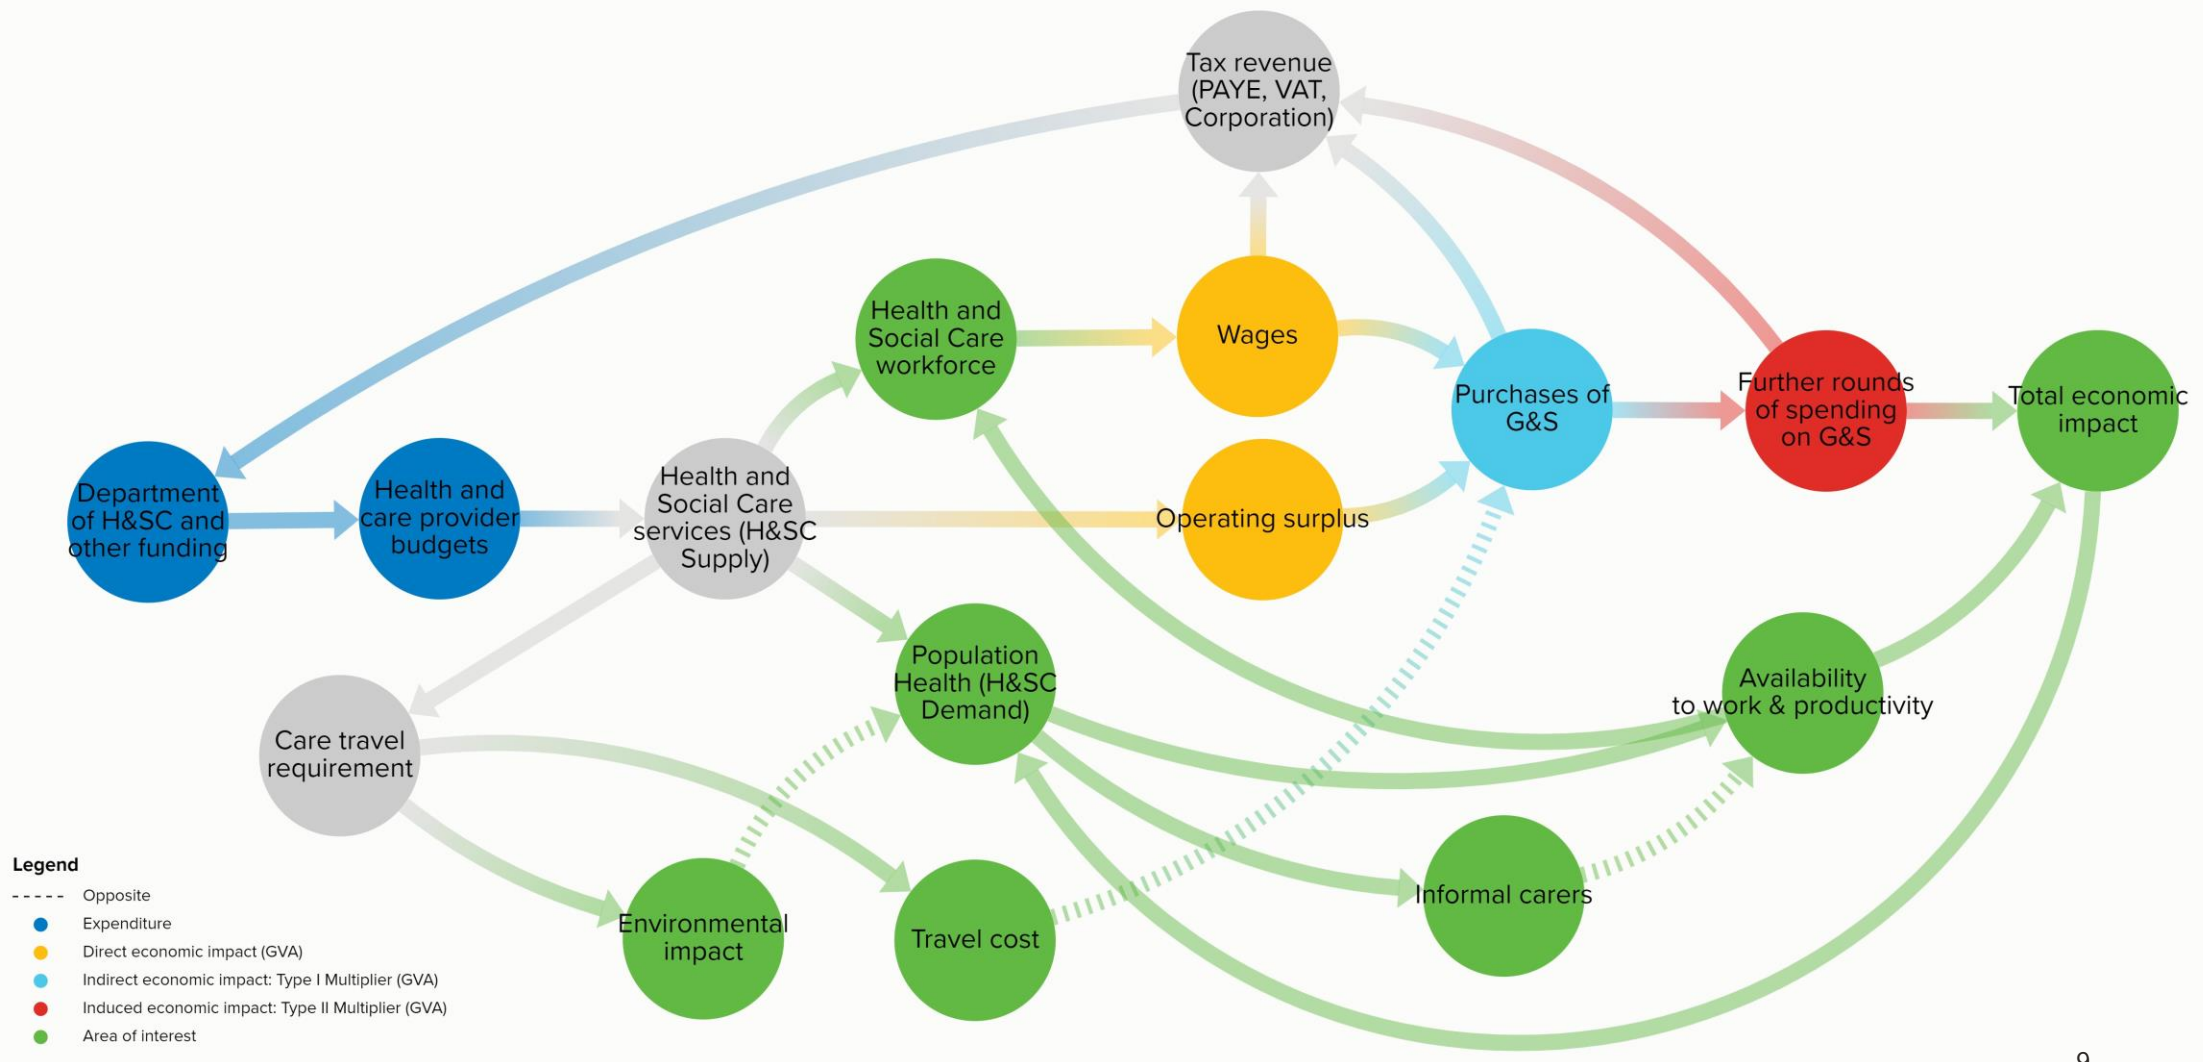 Tax revenue
(PAYE, VAT,
Corporation)
Health and
Social Care
workforce
Wages
Purchases of
G&S
Further rounds
of spending
on G&S
Total economic
impact
Department
of H&SC and
other funding
Health and
care provider
budgets
Health and
Social Care
services (H&SC
Supply)
Operating surplus
Population
Health (H&SC
Demand)
Availability
to work & productivity
Care travel
requirement
Environmental
impact
Travel cost
Informal carers
Legend
Opposite
Expenditure
Direct economic impact (GVA)
Indirect economic impact: Type I Multiplier (GVA)
Induced economic impact: Type II Multiplier (GVA)
Area of interest
9